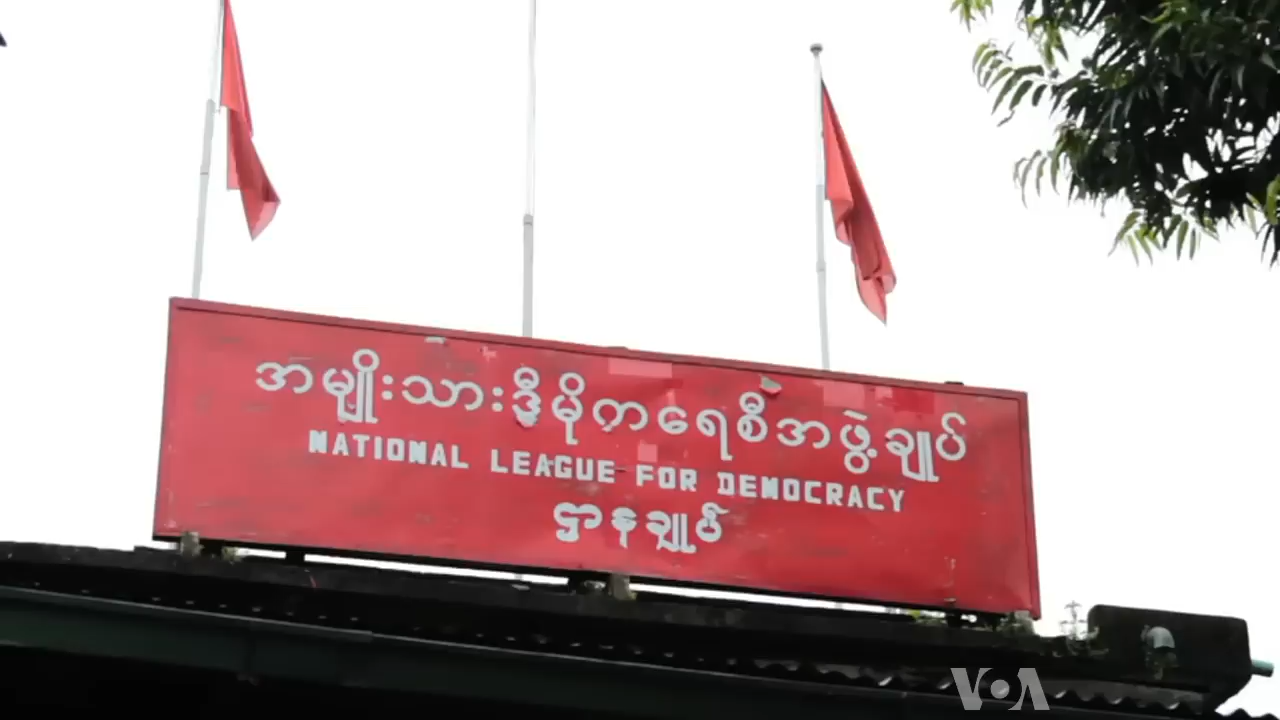 အမျိုးသားဒီမိုကရေစီအဖွဲ့ချုပ်
NATIONAL LEAGUE FOR DEMOCRACY
ဌာနချုပ်
VOA